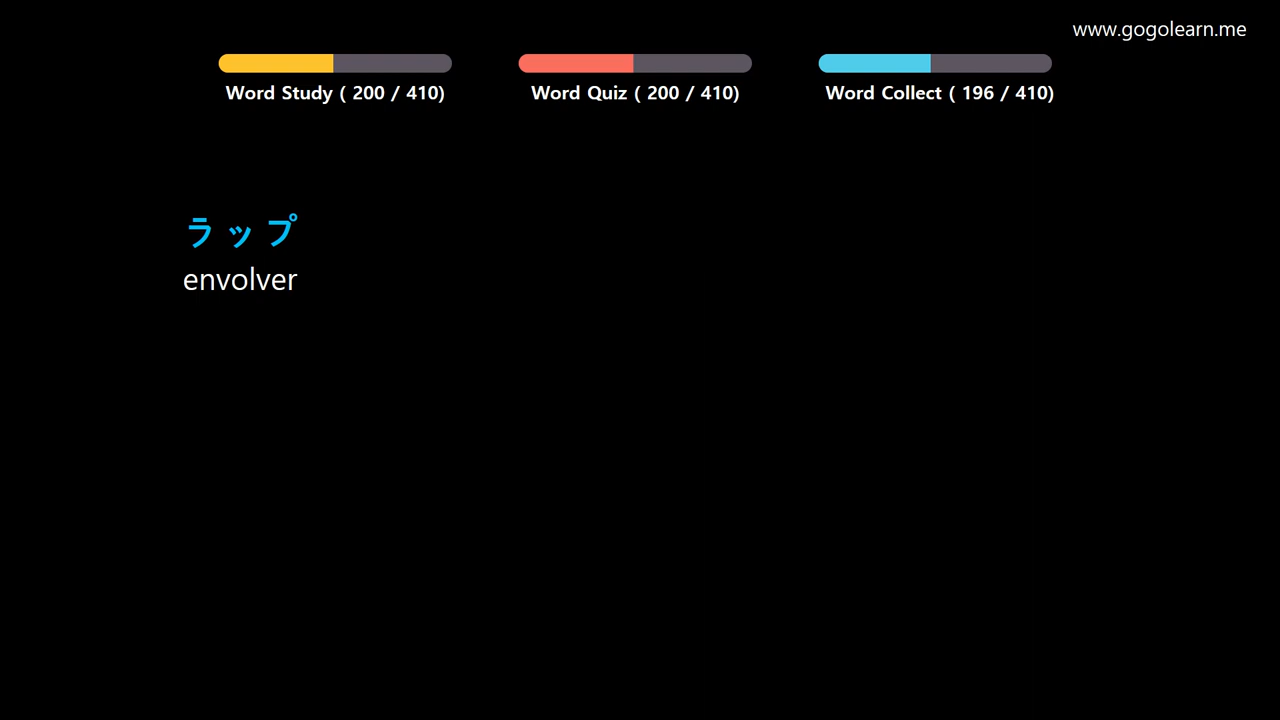 www.gogolearn.me
Word Study ( 200 / 410)
Word Quiz ( 200 / 410)
Word Collect ( 196 / 410)
ラップ
envolver